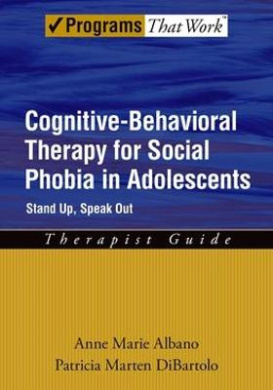 ✓Programs That Work™
Cognitive-Behavioral
Therapy for Social
Phobia in Adolescents
Stand Up, Speak Out
Therapist Guide
Anne Marie Albano
Patricia Marten DiBartolo